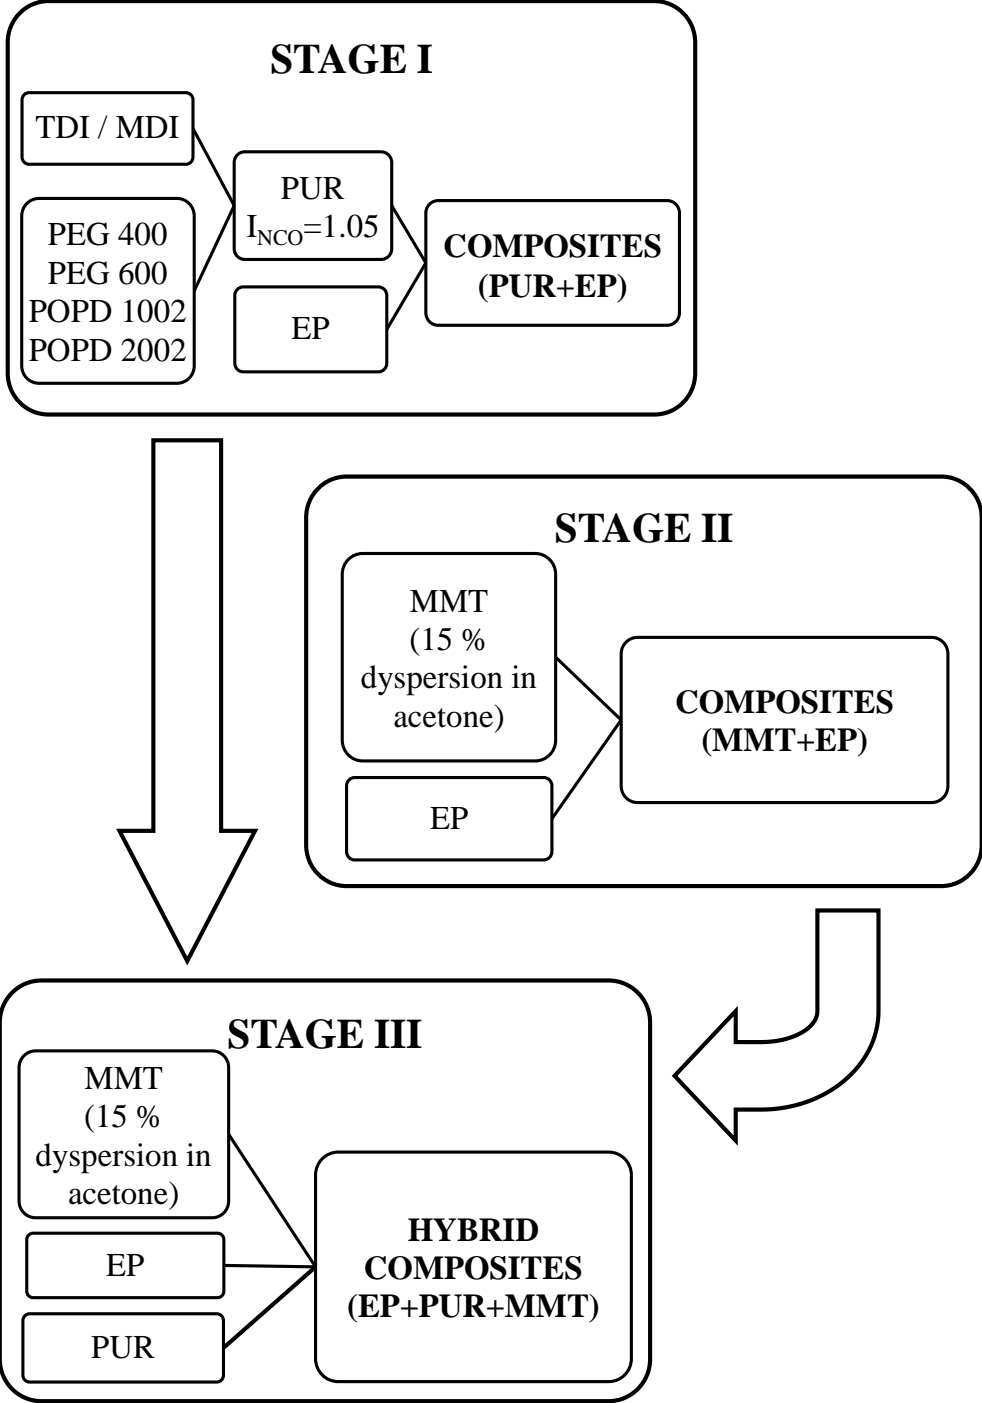 STAGE I
TDI / MDI
PEG 400
PEG 600
POPD 1002
POPD 2002
PUR
I_NCO=1.05
EP
COMPOSITES
(PUR+EP)
STAGE II
MMT
(15 %
dyspersion in
acetone)
EP
COMPOSITES
(MMT+EP)
STAGE III
MMT
(15 %
dyspersion in
acetone)
EP
PUR
HYBRID
COMPOSITES
(EP+PUR+MMT)